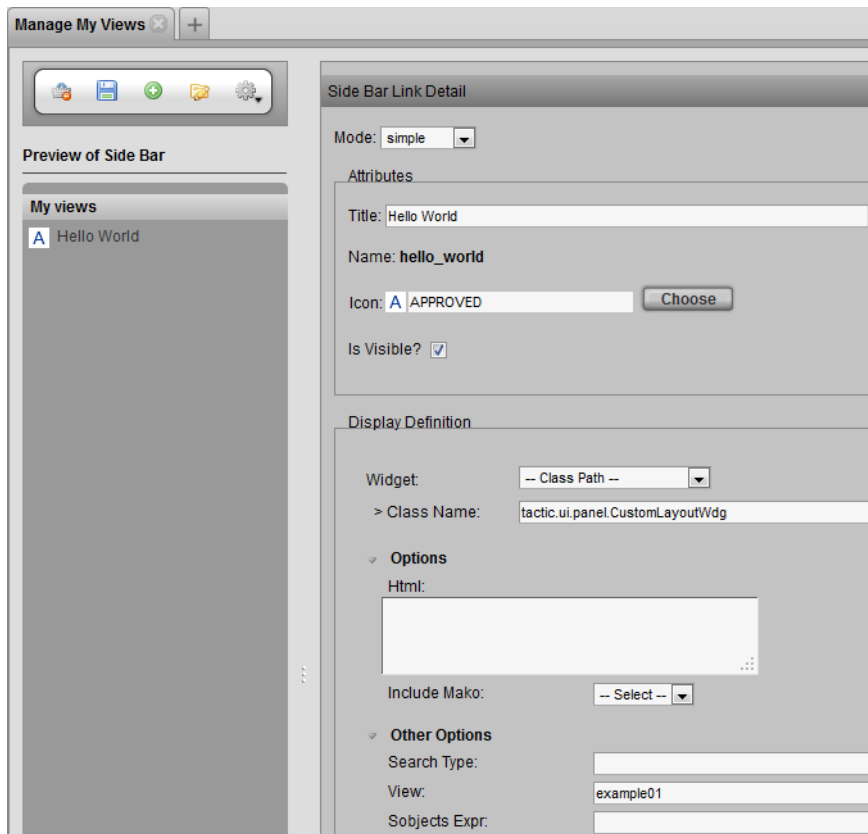 Manage My Views
Side Bar Link Detail
Mode: simple
Preview of Side Bar
Attributes
My views
Title: Hello World
A Hello World
Name: hello_world
Icon: A APPROVED Choose
Is Visible?
Display Definition
Widget: -- Class Path --
> Class Name: tactic.ui.panel.CustomLayoutWdg
Options
Html:
Include Mako: -- Select --
Other Options
Search Type:
View: example01
Sobjects Expr: